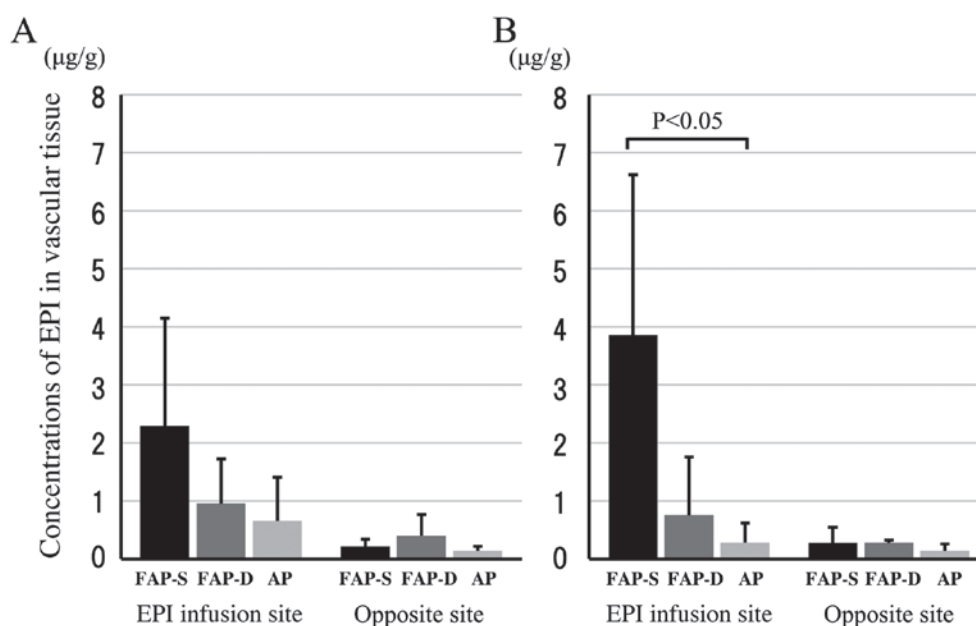 A
(μg/g)
Concentrations of EPI in vascular tissue
8
7
6
5
4
3
2
1
0
FAP-S FAP-D AP FAP-S FAP-D AP
EPI infusion site Opposite site
B
(μg/g)
8
7
6
5
4
3
2
1
0
P<0.05
FAP-S FAP-D AP FAP-S FAP-D AP
EPI infusion site Opposite site